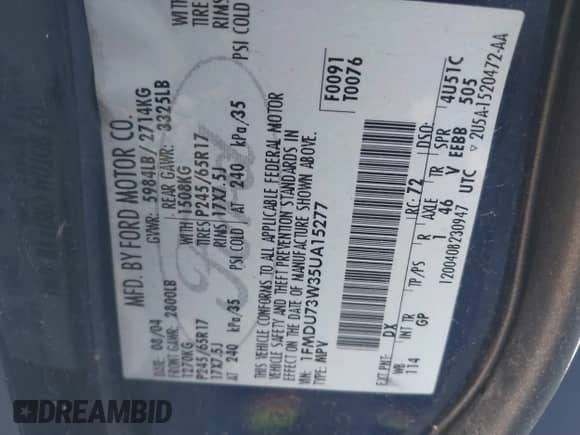 MFD. BY FORD MOTOR CO.
DATE: 08/04 GVWR: 5984LB / 2714KG
FRONT GAWR: 2800LB REAR GAWR: 3325LB
1270KG WITH 1508KG WITH
P245/65R17 TIRES P245/65R17 TIRE
17X7.5J RIMS 17X7.5J RIMS
AT 240 kPa/35 AT 240 kPa/35 PSI COLD
PSI COLD
THIS VEHICLE CONFORMS TO ALL APPLICABLE FEDERAL MOTOR
VEHICLE SAFETY AND THEFT PREVENTION STANDARDS IN
EFFECT ON THE DATE OF MANUFACTURE SHOWN ABOVE.
VIN: 1FMDU73W35UA15277
TYPE: MPV
F0091
T0076
EXT PNT: DX RC: 72 DSO:
WB INT TR TP/PS R AXLE TR SPR
114 GP 1 46 V EEBB
4U51C
505
1200408230947 UTC
2U5A-1520472-AA
Ford
DREAMBID